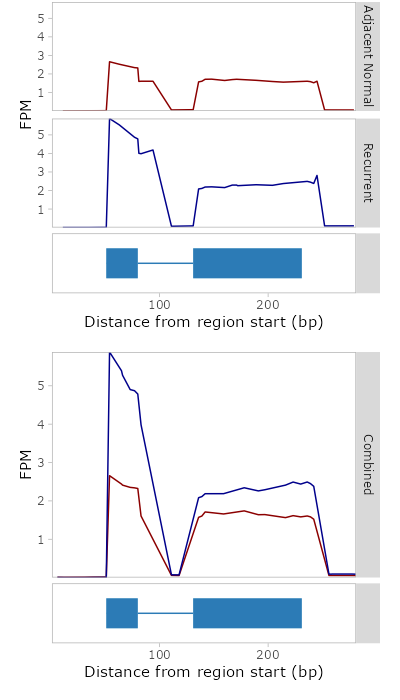 5
4
3
2
1
Adjacent Normal
FPM
5
4
3
2
1
Recurrent
100 200
Distance from region start (bp)
5
4
3
2
1
FPM
Combined
100 200
Distance from region start (bp)